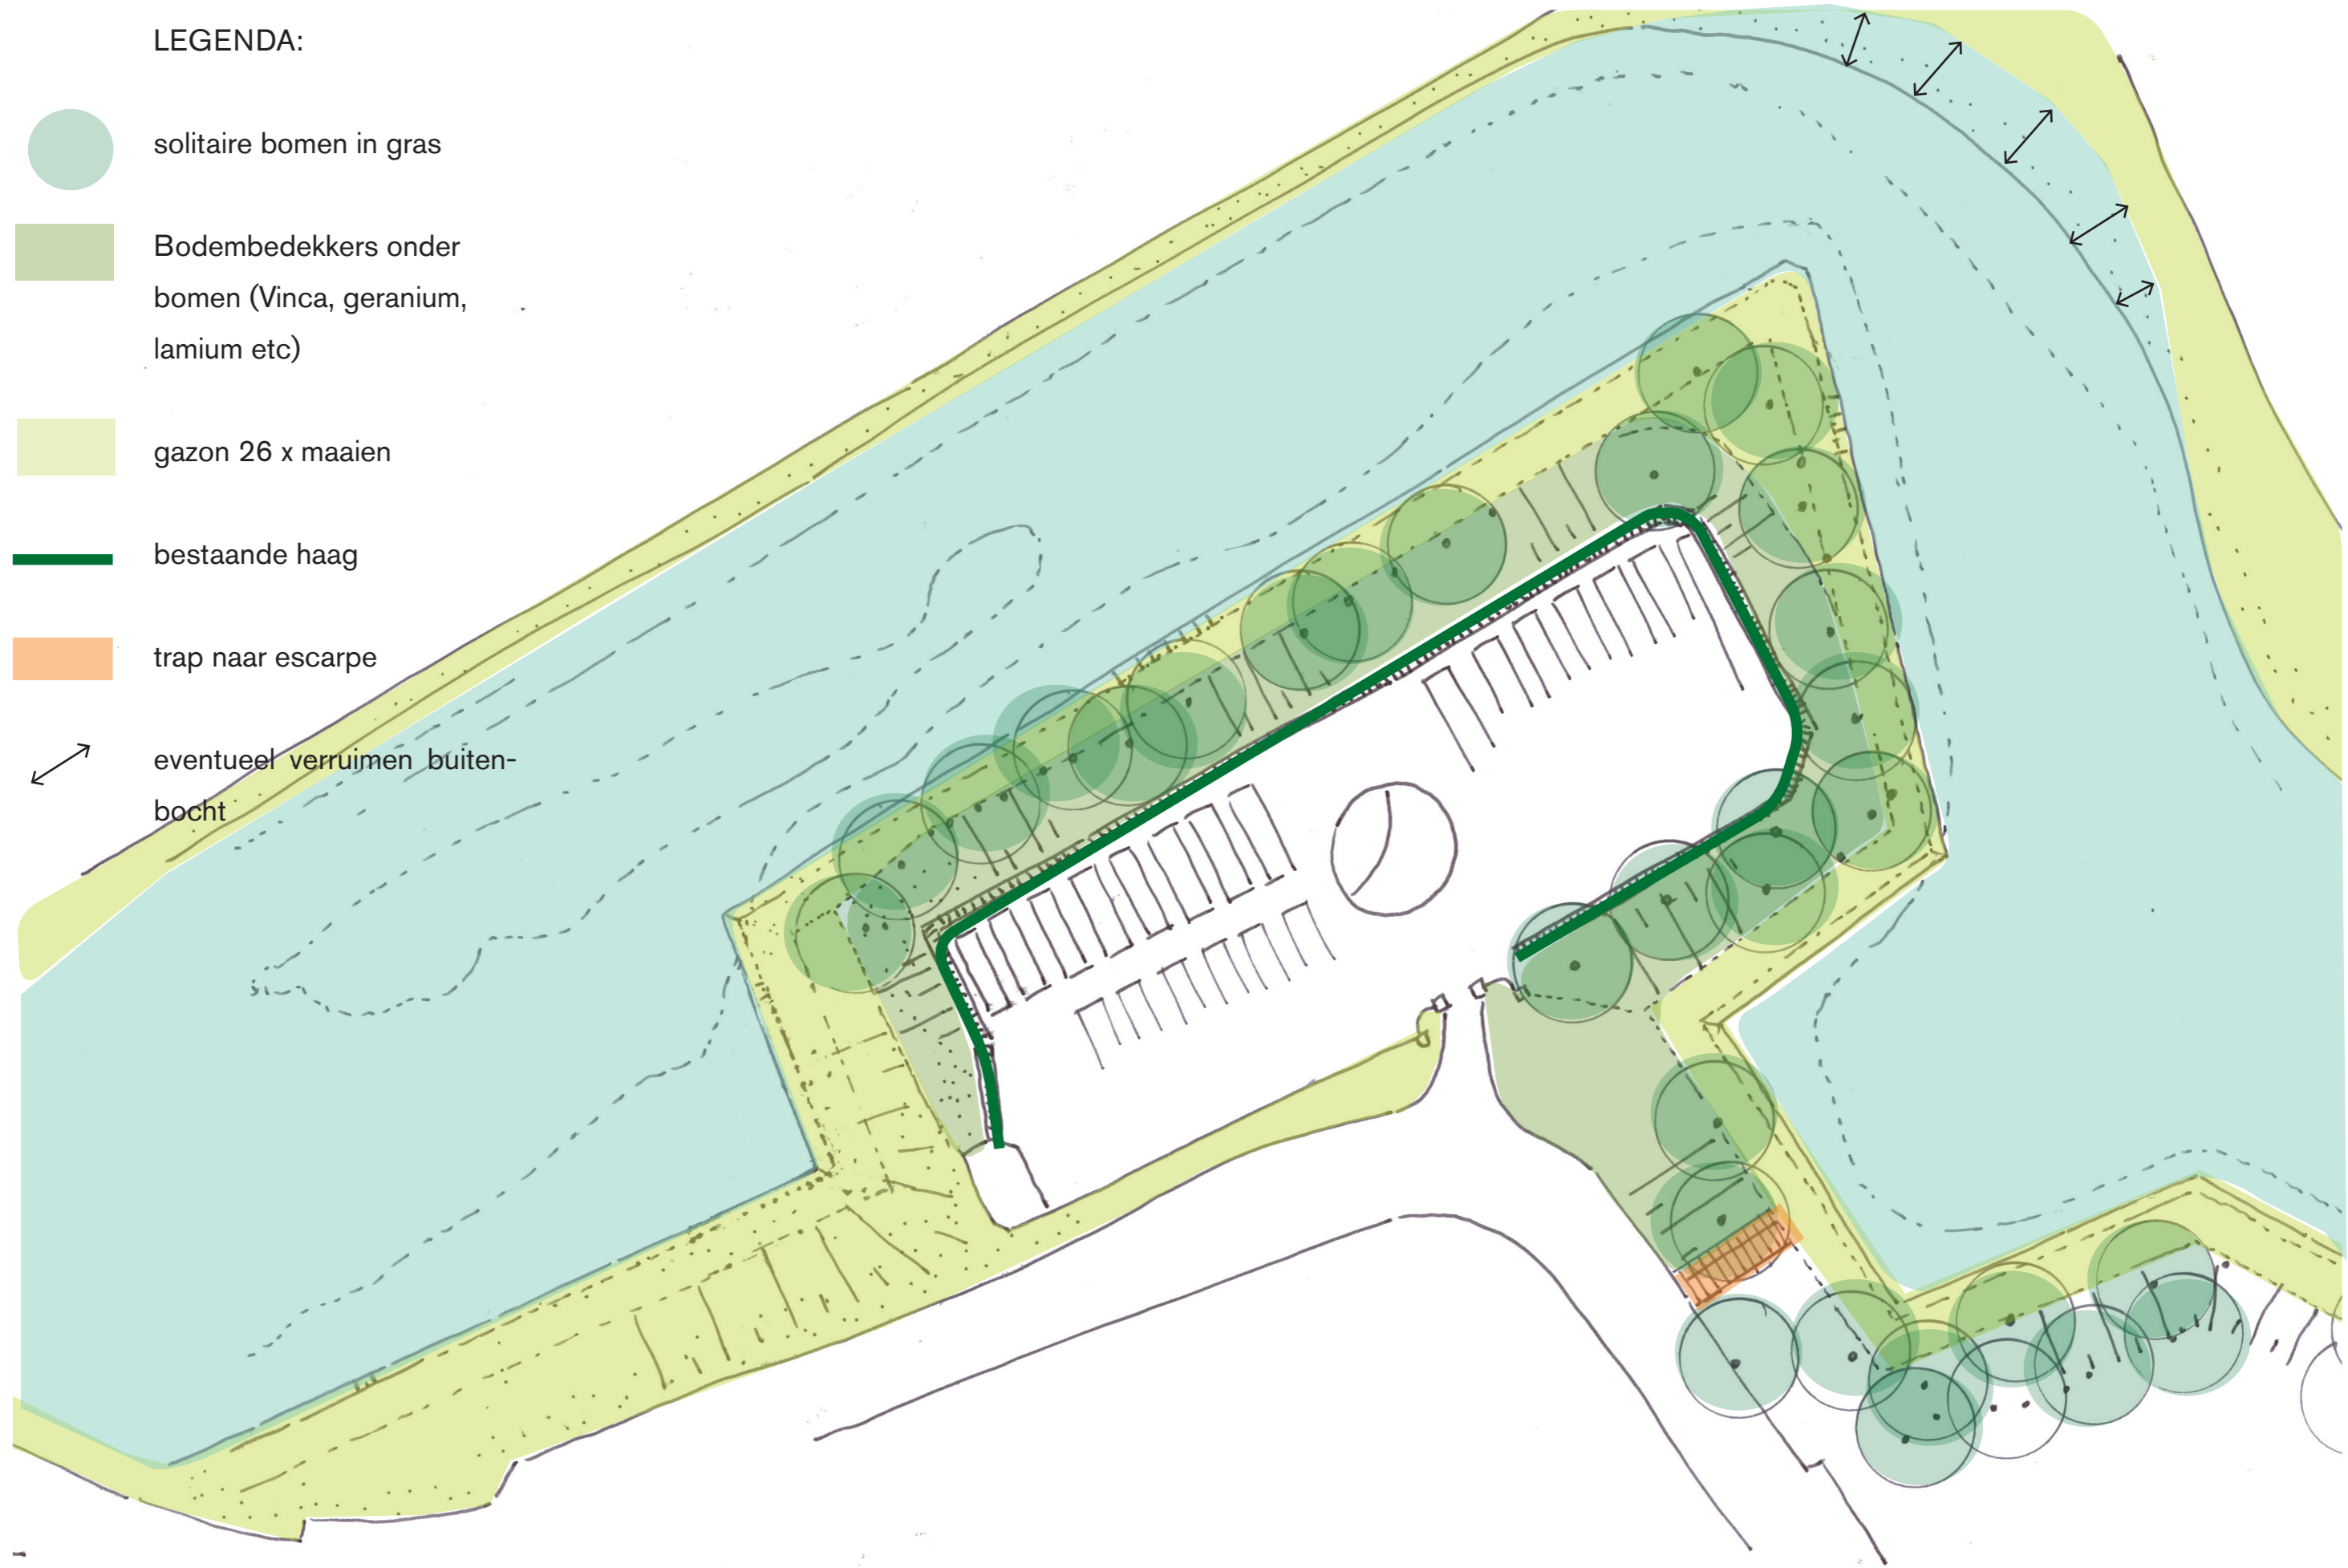 LEGENDA:
solitaire bomen in gras
Bodembedekkers onder
bomen (Vinca, geranium,
lamium etc)
gazon 26 x maaien
bestaande haag
trap naar escarpe
eventueel verruimen buiten-
bocht